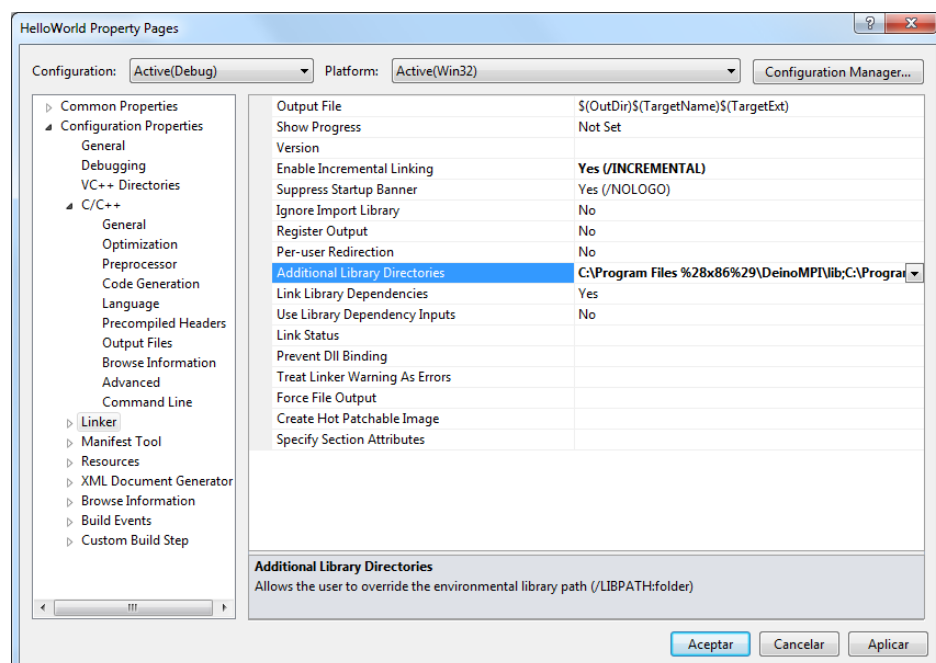 HelloWorld Property Pages
Configuration: Active(Debug) Platform: Active(Win32) Configuration Manager...
Common Properties
Configuration Properties
General
Debugging
VC++ Directories
C/C++
General
Optimization
Preprocessor
Code Generation
Language
Precompiled Headers
Output Files
Browse Information
Advanced
Command Line
Linker
Manifest Tool
Resources
XML Document Generator
Browse Information
Build Events
Custom Build Step
Output File $(OutDir)$(TargetName)$(TargetExt)
Show Progress Not Set
Version
Enable Incremental Linking Yes (/INCREMENTAL)
Suppress Startup Banner Yes (/NOLOGO)
Ignore Import Library No
Register Output No
Per-user Redirection No
Additional Library Directories C:\Program Files %28x86%29\DeinoMPI\lib;C:\Progra
Link Library Dependencies Yes
Use Library Dependency Inputs No
Link Status
Prevent Dll Binding
Treat Linker Warning As Errors
Force File Output
Create Hot Patchable Image
Specify Section Attributes
Additional Library Directories
Allows the user to override the environmental library path (/LIBPATH:folder)
Aceptar Cancelar Aplicar